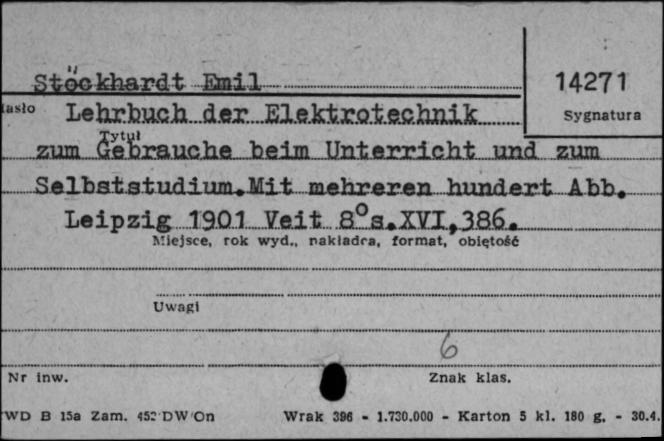 Stöckhardt Emil
14271
Sygnatura
Hasło Lehrbuch der Elektrotechnik
Tytuł
zum Gebrauche beim Unterricht und zum
Selbststudium.Mit mehreren hundert Abb.
Leipzig 1901 Veit 8°s.XVI,386.
Miejsce, rok wyd., nakładca, format, objętość
Uwagi
6
Nr inw.
Znak klas.
WD B 15a Zam. 452 DW/On Wrak 396 - 1.730.000 - Karton 5 kl. 180 g. - 30.4.